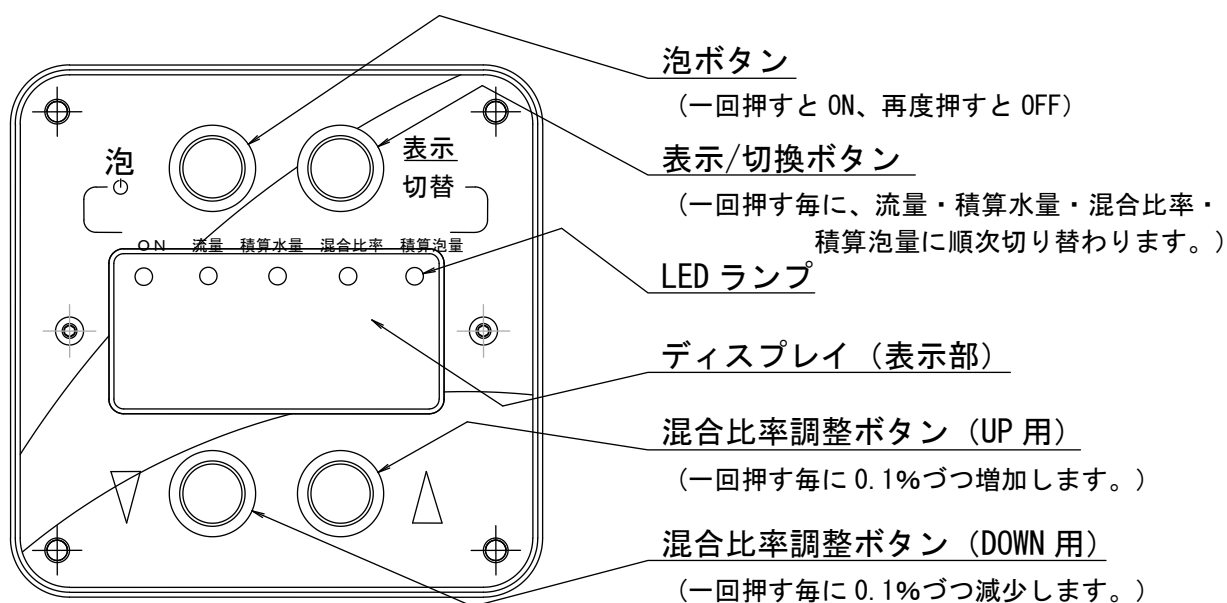 泡ボタン
(一回押すと ON、再度押すと OFF)
表示/切換ボタン
(一回押す毎に、流量・積算水量・混合比率・
積算泡量に順次切り替わります。)
LED ランプ
ディスプレイ（表示部）
混合比率調整ボタン（UP 用）
(一回押す毎に 0.1%づつ増加します。)
混合比率調整ボタン（DOWN 用）
(一回押す毎に 0.1%づつ減少します。)
泡
表示
切替
ON 流量 積算水量 混合比率 積算泡量